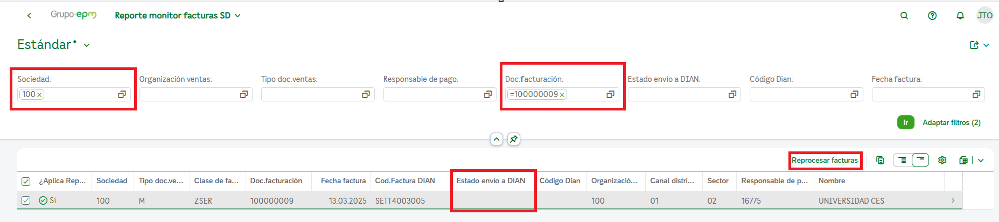 Grupo·epm
Reporte monitor facturas SD
JTO
Estándar*
Sociedad: Organización ventas: Tipo doc.ventas: Responsable de pago: Doc.facturación: Estado envío a DIAN: Código Dian: Fecha factura:
100 =100000009
Ir Adaptar filtros (2)
Reprocesar facturas
¿Aplica Rep... Sociedad Tipo doc.ve... Clase de fa... Doc.facturación Fecha factura Cod.Factura DIAN Estado envío a DIAN Código Dian Organizació... Canal distri... Sector Responsable de p... Nombre
Sí 100 M ZSER 100000009 13.03.2025 SETT4003005 100 01 02 16775 UNIVERSIDAD CES